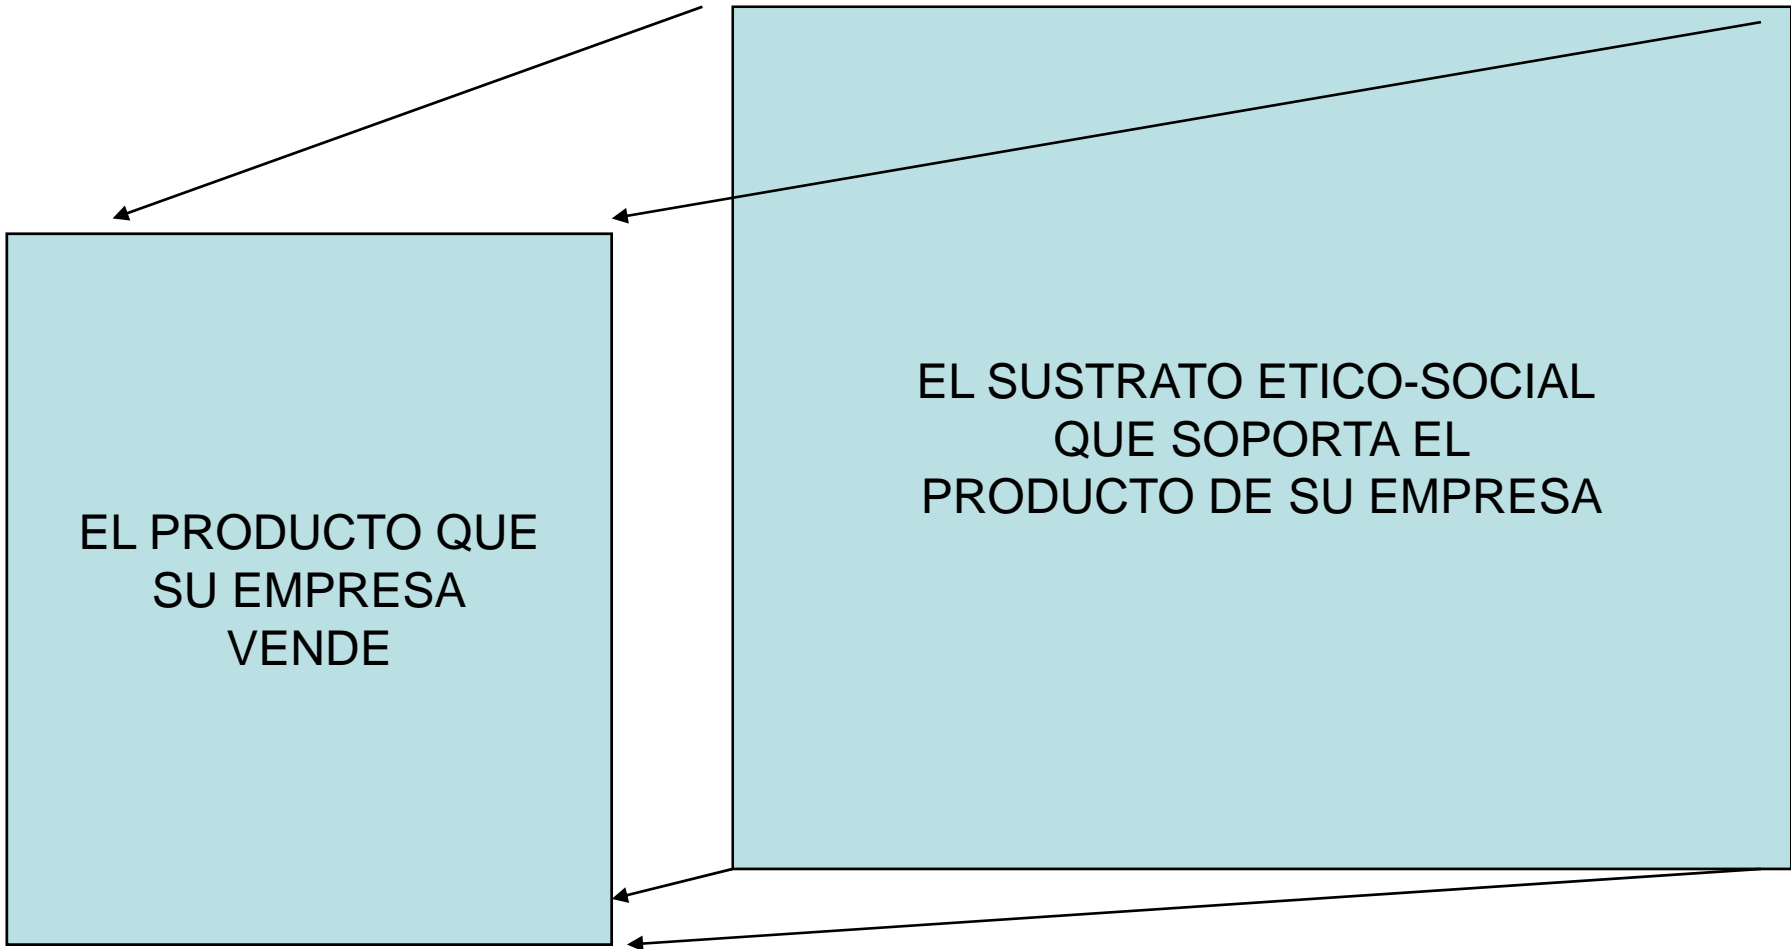 EL PRODUCTO QUE
SU EMPRESA
VENDE
EL SUSTRATO ETICO-SOCIAL
QUE SOPORTA EL
PRODUCTO DE SU EMPRESA